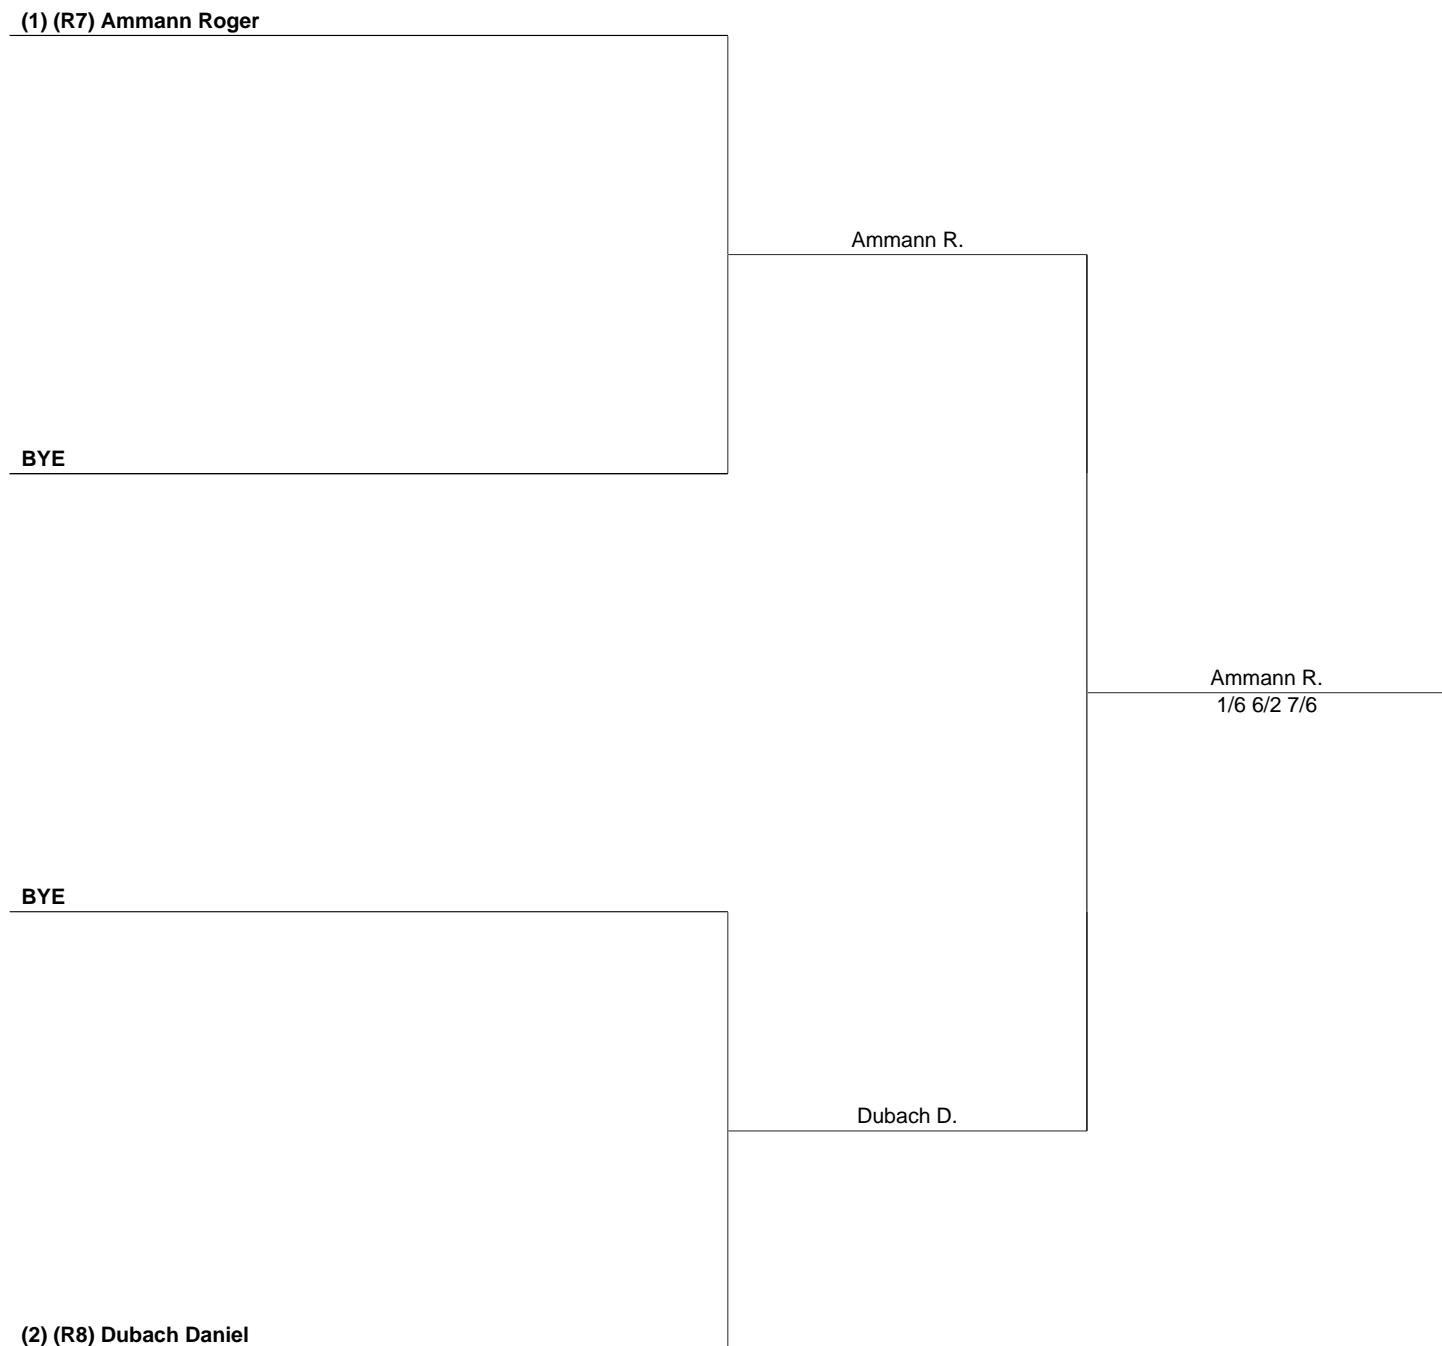 (1) (R7) Ammann Roger
Ammann R.
BYE
Ammann R.
1/6 6/2 7/6
BYE
Dubach D.
(2) (R8) Dubach Daniel